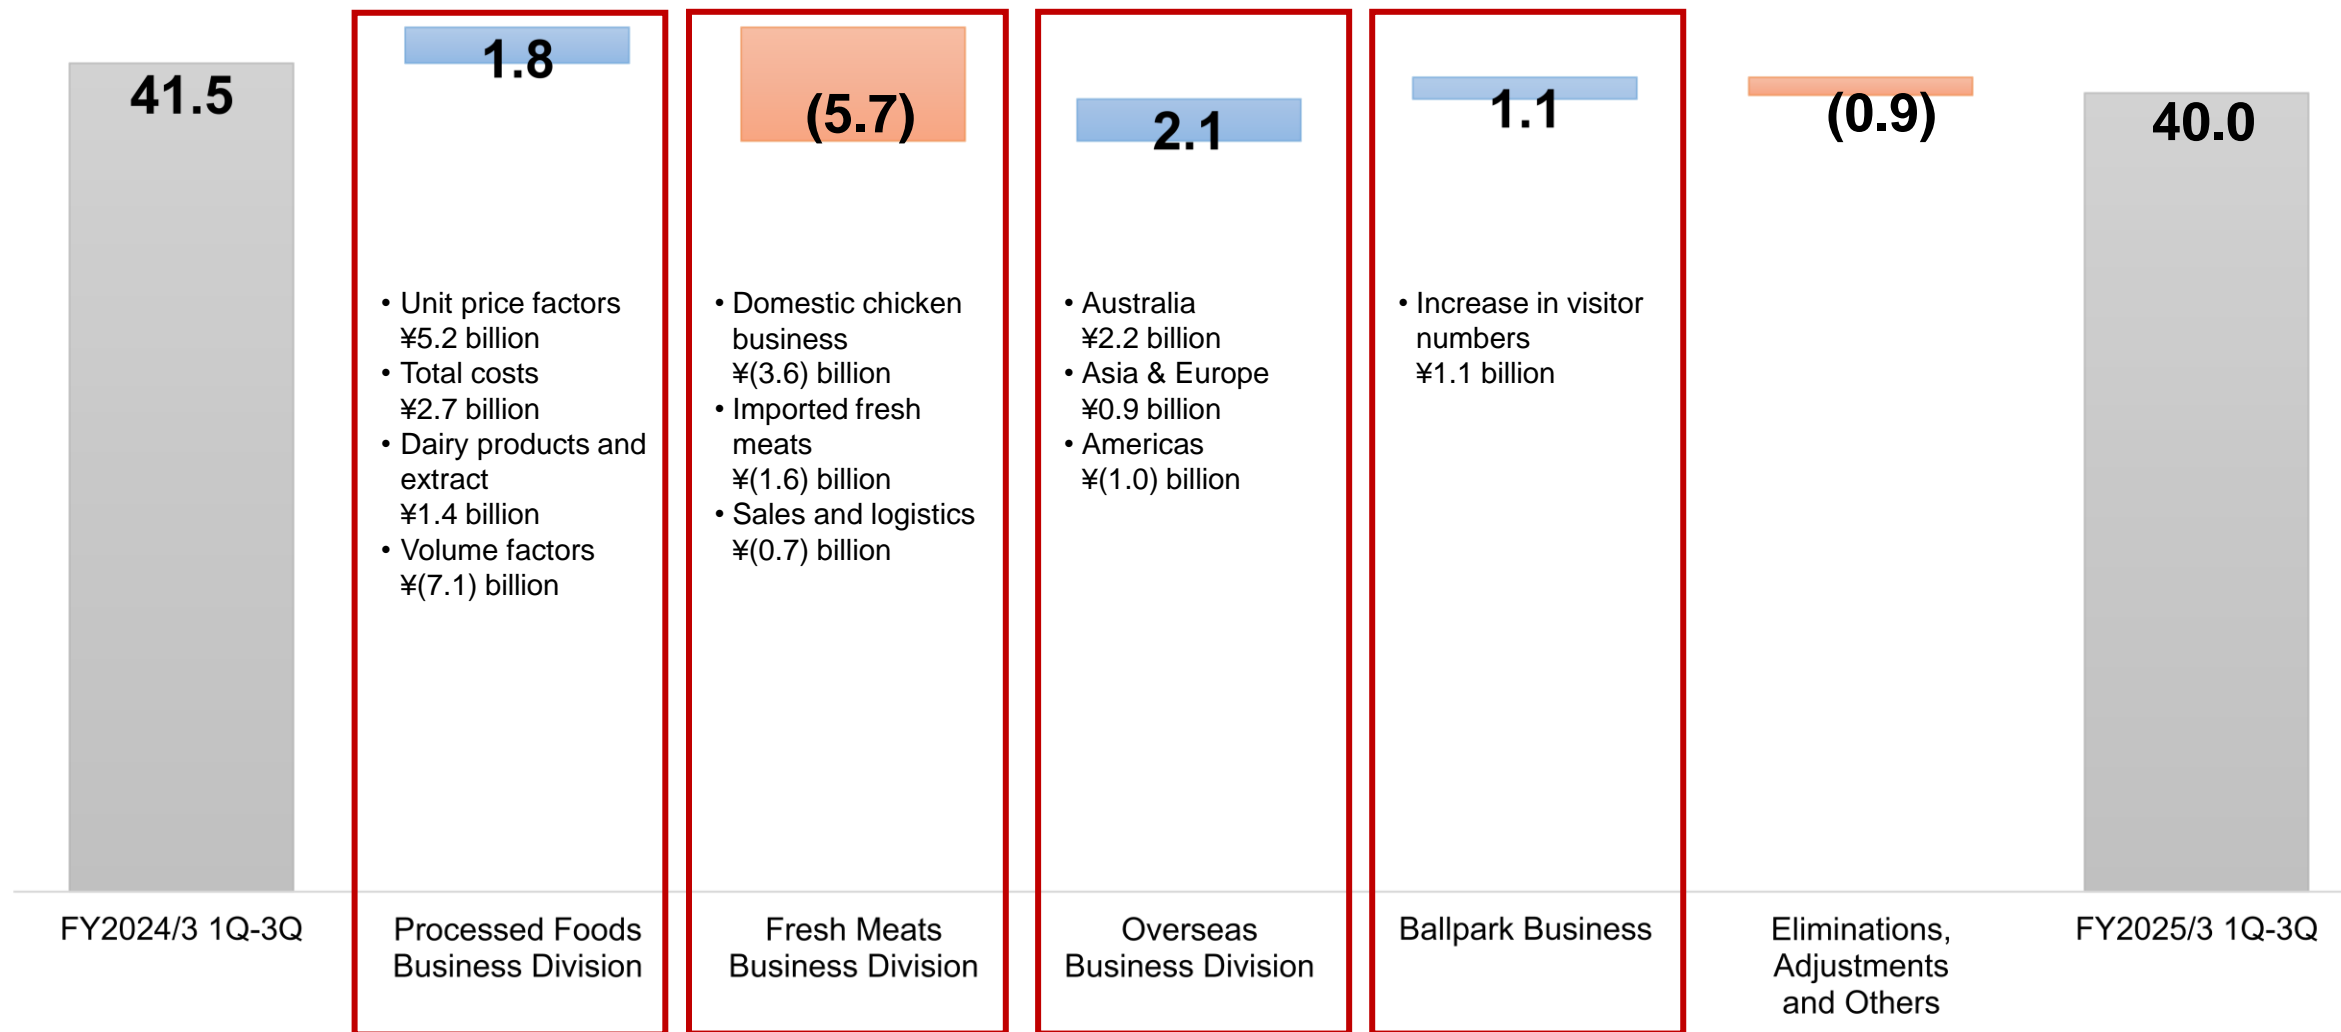 41.5
1.8
(5.7)
2.1
1.1
(0.9)
40.0
• Unit price factors
¥5.2 billion
• Total costs
¥2.7 billion
• Dairy products and
extract
¥1.4 billion
• Volume factors
¥(7.1) billion
• Domestic chicken
business
¥(3.6) billion
• Imported fresh
meats
¥(1.6) billion
• Sales and logistics
¥(0.7) billion
• Australia
¥2.2 billion
• Asia & Europe
¥0.9 billion
• Americas
¥(1.0) billion
• Increase in visitor
numbers
¥1.1 billion
FY2024/3 1Q-3Q
Processed Foods
Business Division
Fresh Meats
Business Division
Overseas
Business Division
Ballpark Business
Eliminations,
Adjustments
and Others
FY2025/3 1Q-3Q